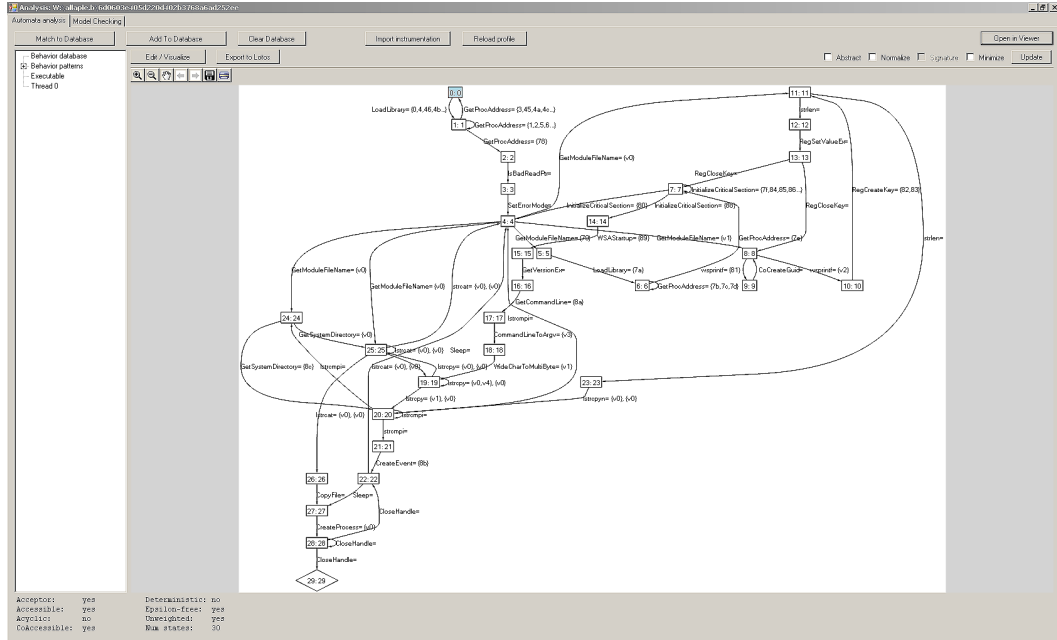 Analysis: W: _allaple.b-6d0603e405d220d402b3768a6ad252ee
Automata analysis
Model Checking
Match to Database
Add To Database
Clear Database
Import instrumentation
Reload profile
Open in Viewer
Behavior database
Behavior patterns
Executable
Thread 0
Edit / Visualize
Export to Lotos
Abstract
Normalize
Signature
Minimize
Update
0: 0
11: 11
LoadLibrary= {0,4,46,4b...}
GetProcAddress= {3,45,4a,4c...}
strlen=
1: 1
GetProcAddress= {1,2,5,6...}
12: 12
GetProcAddress= {78}
RegSetValueEx=
2: 2
GetModuleFileName= {v0}
13: 13
IsBadReadPtr=
RegCloseKey=
3: 3
7: 7
InitializeCriticalSection= {7f,84,85,86...}
RegCreateKey= {82,83}
SetErrorMode=
InitializeCriticalSection= {80}
InitializeCriticalSection= {88}
RegCloseKey=
4: 4
14: 14
GetModuleFileName= {79}
WSAStartup= {89}
GetModuleFileName= {v1}
GetProcAddress= {7e}
strlen=
15: 15
5: 5
8: 8
GetModuleFileName= {v0}
GetVersionEx=
LoadLibrary= {7a}
wsprintf= {81}
CoCreateGuid=
wsprintf= {v2}
GetModuleFileName= {v0}
strcat= {v0}, {v0}
16: 16
6: 6
GetProcAddress= {7b,7c,7d}
9: 9
10: 10
GetCommandLine= {8a}
24: 24
17: 17
lstrcmpi=
GetSystemDirectory= {v0}
CommandLineToArgv= {v3}
25: 25
lstrcat= {v0}, {v0}
Sleep=
18: 18
GetSystemDirectory= {8c}
lstrcmpi=
lstrcat= {v0}, {v0}
lstrcpy= {v0}, {v0}
WideCharToMultiByte= {v1}
19: 19
lstrcpy= {v0,v4}, {v0}
23: 23
lstrcpy= {v1}, {v0}
lstrcpyn= {v0}, {v0}
lstrcat= {v0}, {v0}
20: 20
lstrcmpi=
lstrcmpi=
21: 21
CreateEvent= {8b}
26: 26
22: 22
CopyFile=
Sleep=
27: 27
CloseHandle=
CreateProcess= {v0}
28: 28
CloseHandle=
CloseHandle=
29: 29
Acceptor: yes
Deterministic: no
Accessible: yes
Epsilon-free: yes
Acyclic: no
Unweighted: yes
CoAccessible: yes
Num states: 30